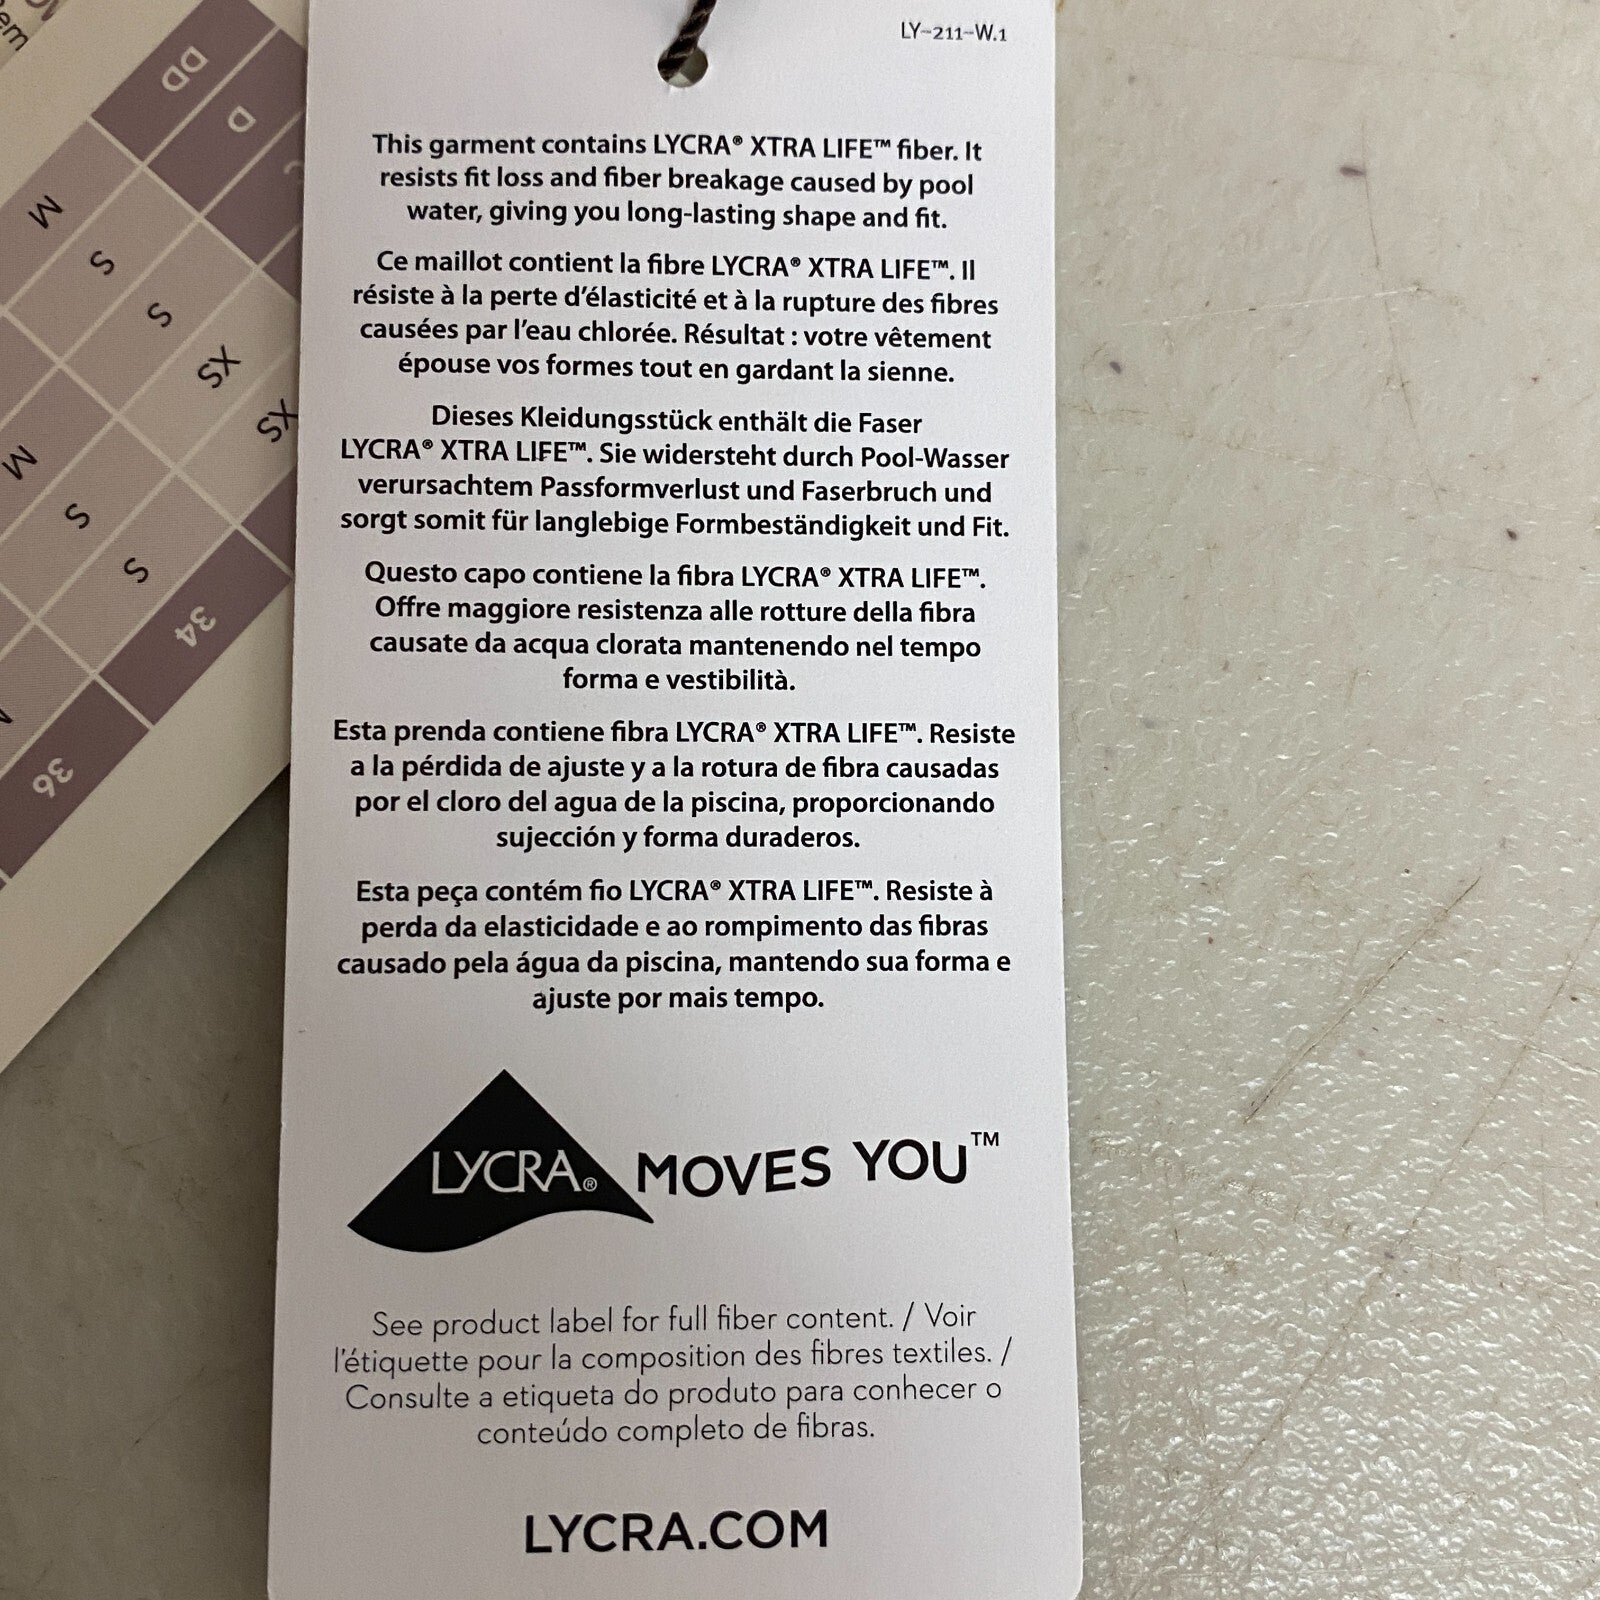 LY-211-W.1
This garment contains LYCRA® XTRA LIFE™ fiber. It
resists fit loss and fiber breakage caused by pool
water, giving you long-lasting shape and fit.
Ce maillot contient la fibre LYCRA® XTRA LIFE™. Il
résiste à la perte d'élasticité et à la rupture des fibres
causées par l'eau chlorée. Résultat : votre vêtement
épouse vos formes tout en gardant la sienne.
Dieses Kleidungsstück enthält die Faser
LYCRA® XTRA LIFE™. Sie widersteht durch Pool-Wasser
verursachtem Passformverlust und Faserbruch und
sorgt somit für langlebige Formbeständigkeit und Fit.
Questo capo contiene la fibra LYCRA® XTRA LIFE™.
Offre maggiore resistenza alle rotture della fibra
causate da acqua clorata mantenendo nel tempo
forma e vestibilità.
Esta prenda contiene fibra LYCRA® XTRA LIFE™. Resiste
a la pérdida de ajuste y a la rotura de fibra causadas
por el cloro del agua de la piscina, proporcionando
sujección y forma duraderos.
Esta peça contém fio LYCRA® XTRA LIFE™. Resiste à
perda da elasticidade e ao rompimento das fibras
causado pela água da piscina, mantendo sua forma e
ajuste por mais tempo.
LYCRA® MOVES YOU™
See product label for full fiber content. / Voir
l'étiquette pour la composition des fibres textiles. /
Consulte a etiqueta do produto para conhecer o
conteúdo completo de fibras.
LYCRA.COM
DD
D
M
S
S
XS
XS
M
S
S
34
36